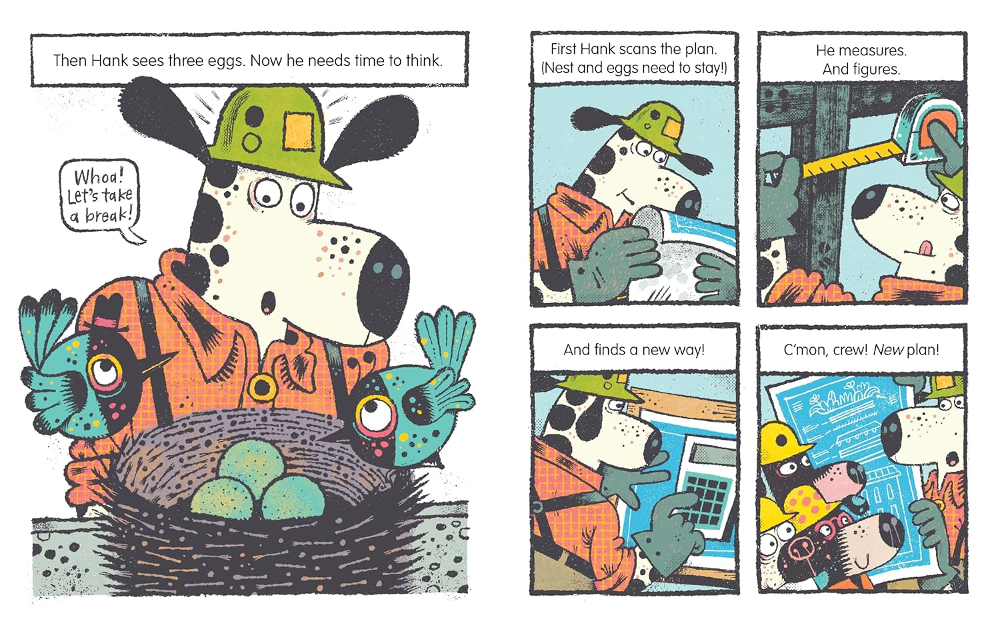 Then Hank sees three eggs. Now he needs time to think.
Whoa!
Let's take
a break!
First Hank scans the plan.
(Nest and eggs need to stay!)
He measures.
And figures.
And finds a new way!
C'mon, crew! New plan!